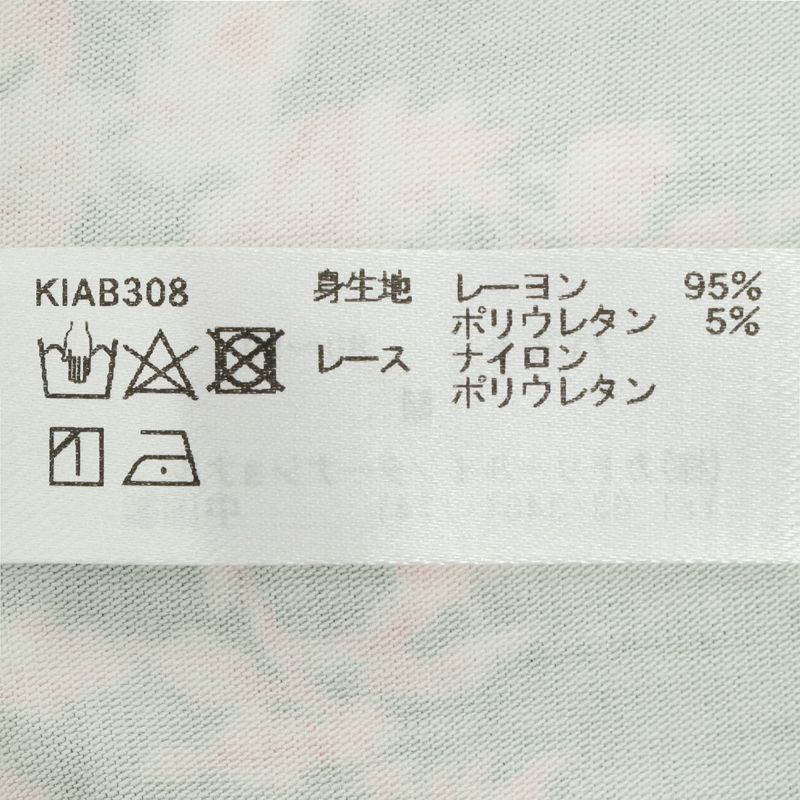 KIAB308 身生地 レーヨン 95%
ポリウレタン 5%
レース ナイロン
ポリウレタン